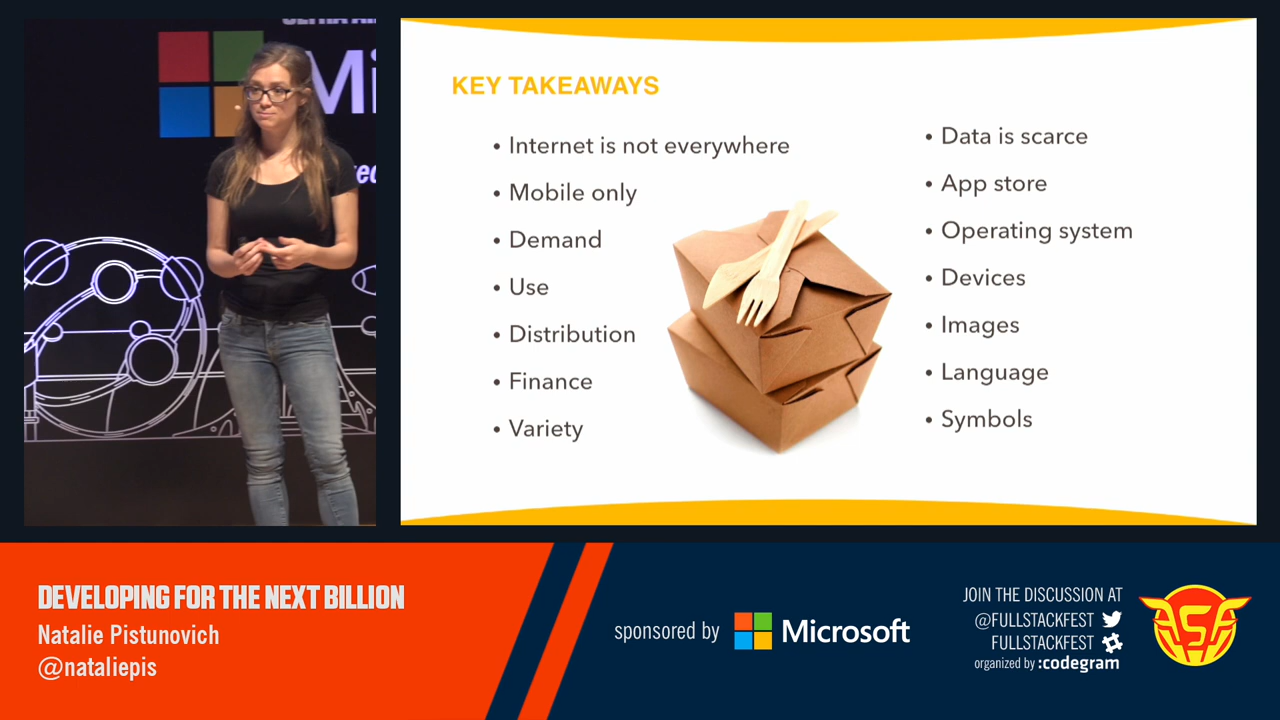 Mi
KEY TAKEAWAYS
• Internet is not everywhere
• Mobile only
• Demand
• Use
• Distribution
• Finance
• Variety
• Data is scarce
• App store
• Operating system
• Devices
• Images
• Language
• Symbols
DEVELOPING FOR THE NEXT BILLION
Natalie Pistunovich
@nataliepis
sponsored by Microsoft
JOIN THE DISCUSSION AT
@FULLSTACKFEST
FULLSTACKFEST
organized by :codegram
FSF